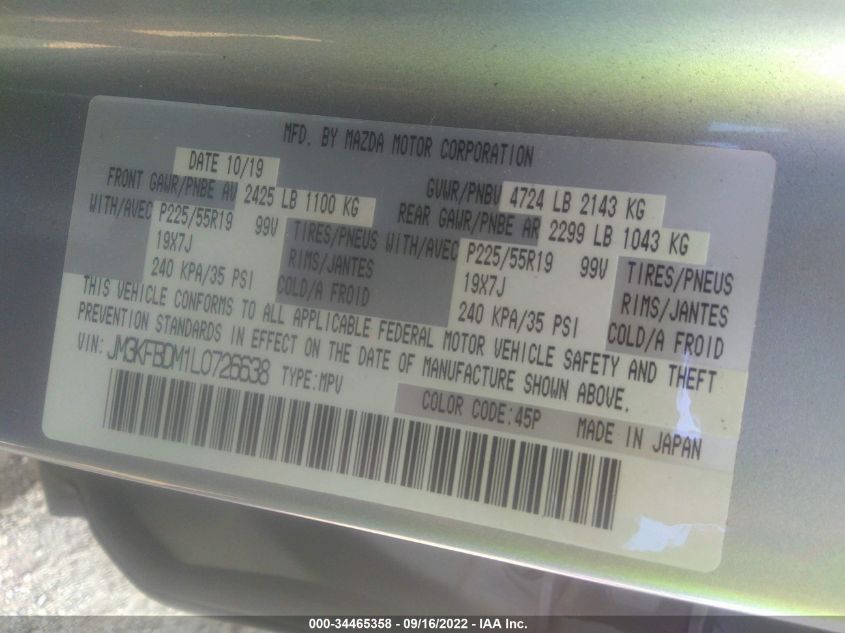 MFD. BY MAZDA MOTOR CORPORATION
DATE 10/19
GVWR/PNBV 4724 LB 2143 KG
FRONT GAWR/PNBE AV 2425 LB 1100 KG
REAR GAWR/PNBE AR 2299 LB 1043 KG
WITH/AVEC P225/55R19 99V TIRES/PNEUS
19X7J RIMS/JANTES
240 KPA/35 PSI COLD/A FROID
WITH/AVEC P225/55R19 99V TIRES/PNEUS
19X7J RIMS/JANTES
240 KPA/35 PSI COLD/A FROID
THIS VEHICLE CONFORMS TO ALL APPLICABLE FEDERAL MOTOR VEHICLE SAFETY AND THEFT
PREVENTION STANDARDS IN EFFECT ON THE DATE OF MANUFACTURE SHOWN ABOVE.
VIN: JM3KFBDM1L0726638 TYPE:MPV
COLOR CODE:45P MADE IN JAPAN
000-34465358 - 09/16/2022 - IAA Inc.